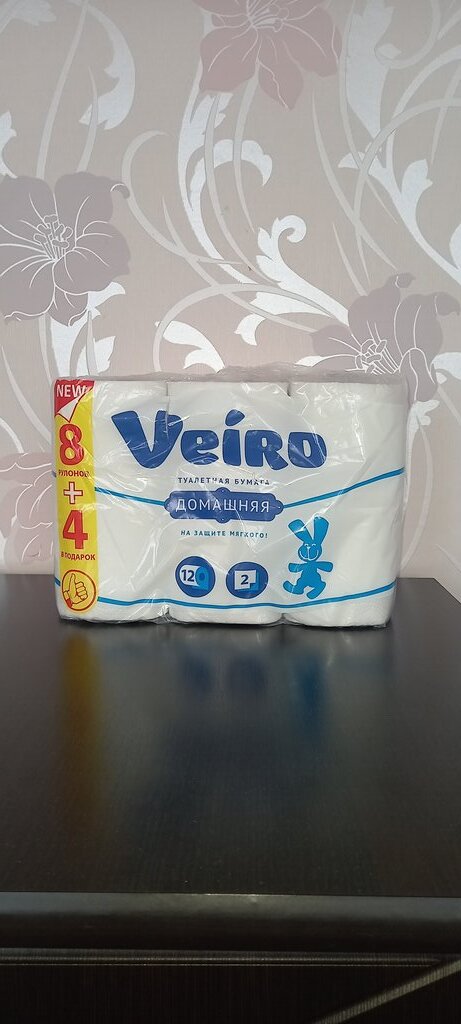 NEW
8
РУЛОНОВ
+
4
В ПОДАРОК
Veiro
ТУАЛЕТНАЯ БУМАГА
ДОМАШНЯЯ
НА ЗАЩИТЕ МЯГКОГО!
12
2